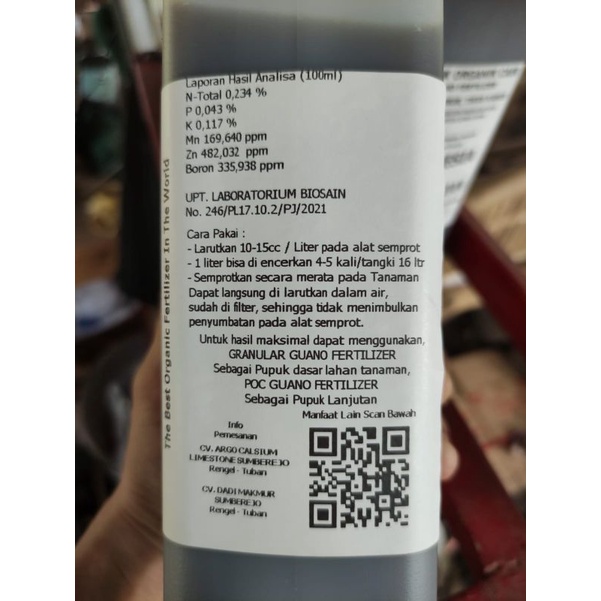 Laporan Hasil Analisa (100ml)
N-Total 0,234 %
P 0,043 %
K 0,117 %
Mn 169,640 ppm
Zn 482,032 ppm
Boron 335,938 ppm
UPT. LABORATORIUM BIOSAIN
No. 246/PL17.10.2/PJ/2021
Cara Pakai :
- Larutkan 10-15cc / Liter pada alat semprot
- 1 liter bisa di encerkan 4-5 kali/tangki 16 ltr
- Semprotkan secara merata pada Tanaman
Dapat langsung di larutkan dalam air,
sudah di filter, sehingga tidak menimbulkan
penyumbatan pada alat semprot.
Untuk hasil maksimal dapat menggunakan,
GRANULAR GUANO FERTILIZER
Sebagai Pupuk dasar lahan tanaman,
POC GUANO FERTILIZER
Sebagai Pupuk Lanjutan
Manfaat Lain Scan Bawah
Info
Pemesanan
CV. ARGO CALSIUM
LIMESTONE SUMBEREJO
Rengel - Tuban
CV. DADI MAKMUR
SUMBEREJO
Rengel - Tuban
The Best Organic Fertilizer In The World